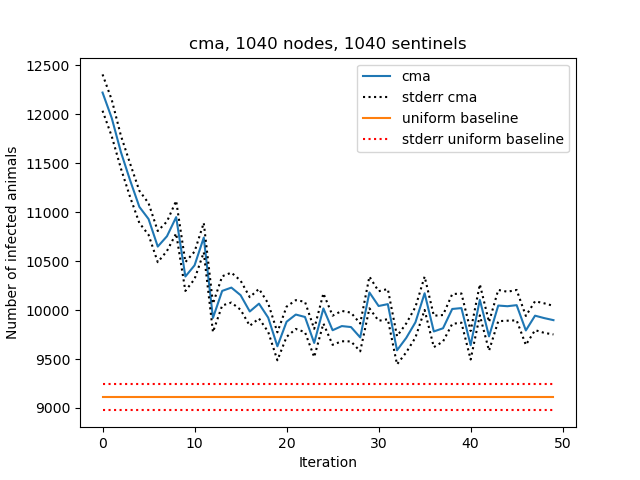 cma, 1040 nodes, 1040 sentinels
Number of infected animals
12500
12000
11500
11000
10500
10000
9500
9000
cma
stderr cma
uniform baseline
stderr uniform baseline
0
10
20
30
40
50
Iteration